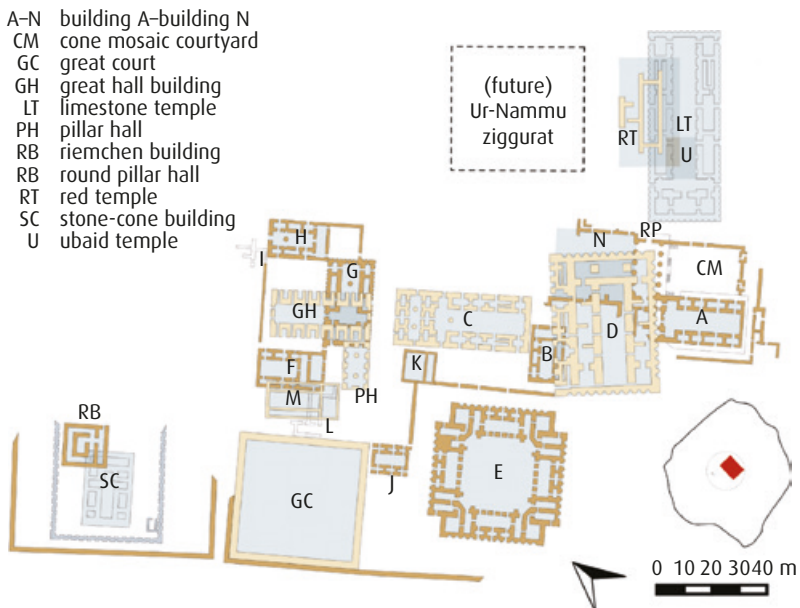 A–N building A–building N
CM cone mosaic courtyard
GC great court
GH great hall building
LT limestone temple
PH pillar hall
RB riemchen building
RB round pillar hall
RT red temple
SC stone-cone building
U ubaid temple
(future)
Ur-Nammu
ziggurat
RT
LT
U
H
I
G
GH
N
RP
CM
C
B
D
A
F
K
M
PH
L
RB
SC
GC
J
E
0 10 20 30 40 m